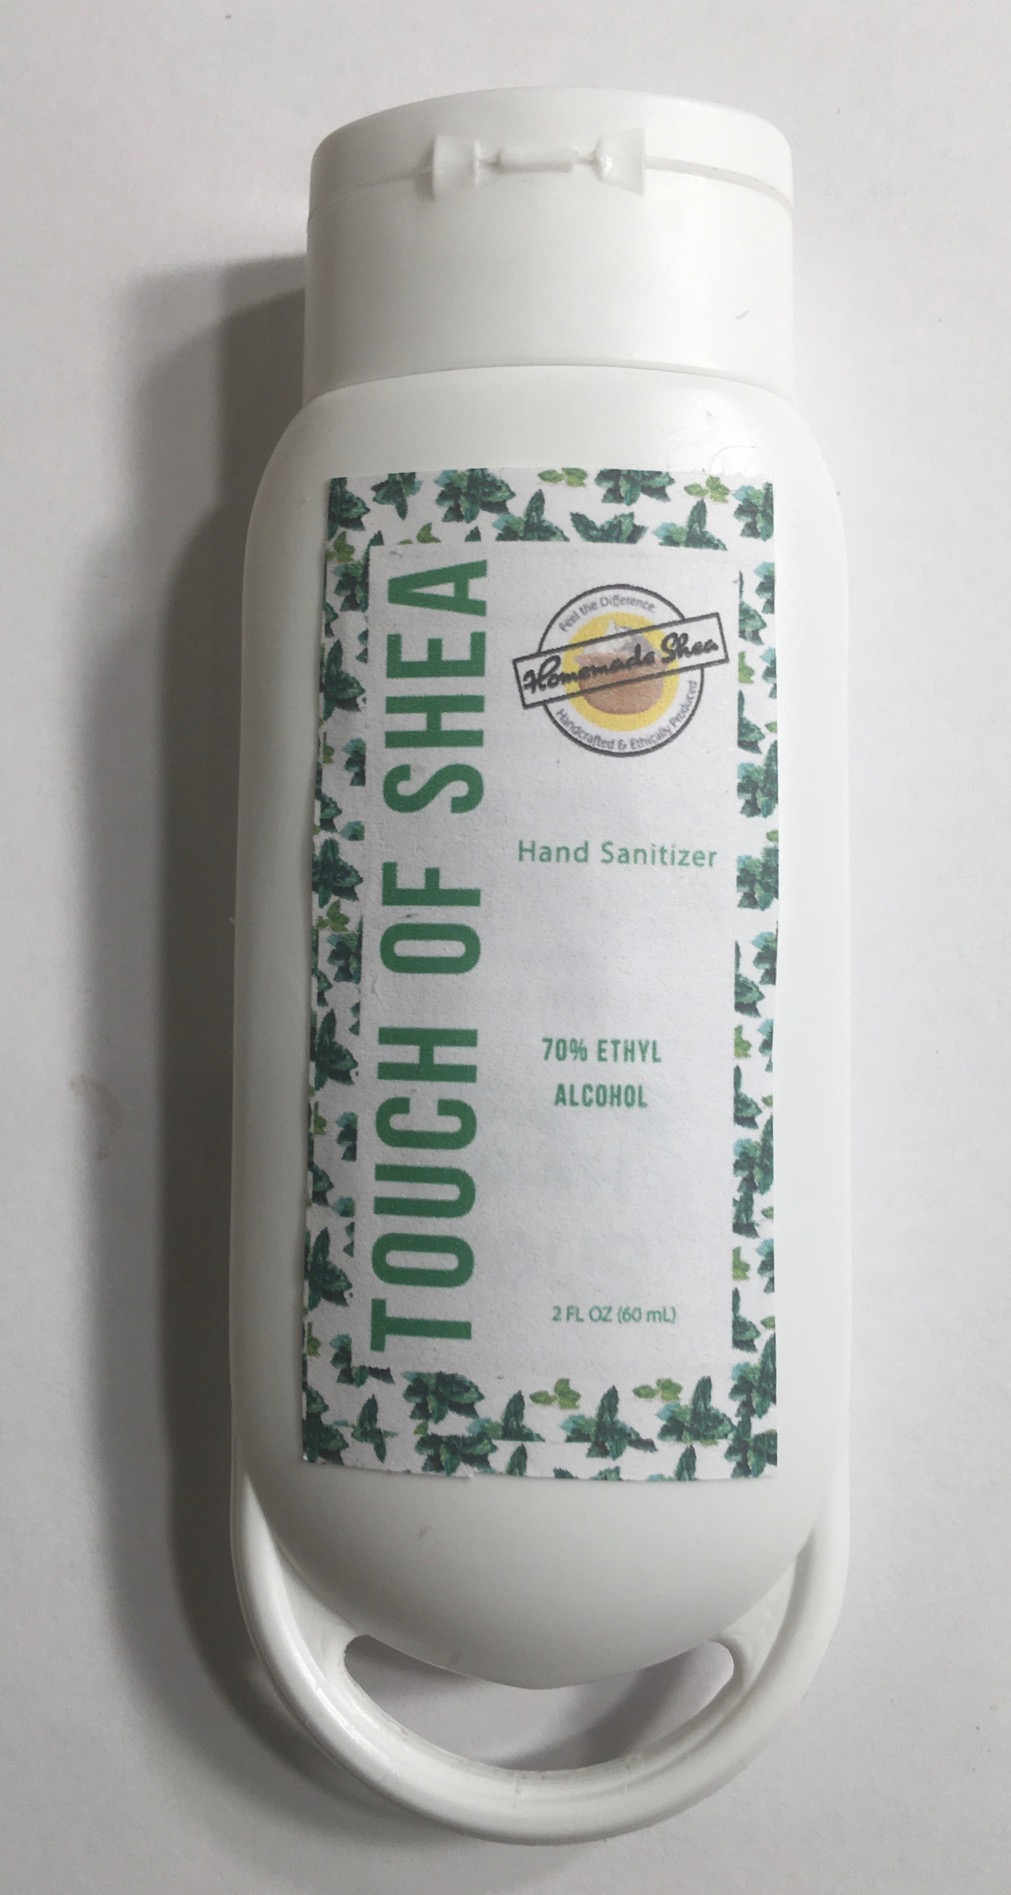 TOUCH OF SHEA
Feel the Difference.
Homemade Shea
Handcrafted & Ethically Produced
Hand Sanitizer
70% ETHYL
ALCOHOL
2 FL OZ (60 mL)